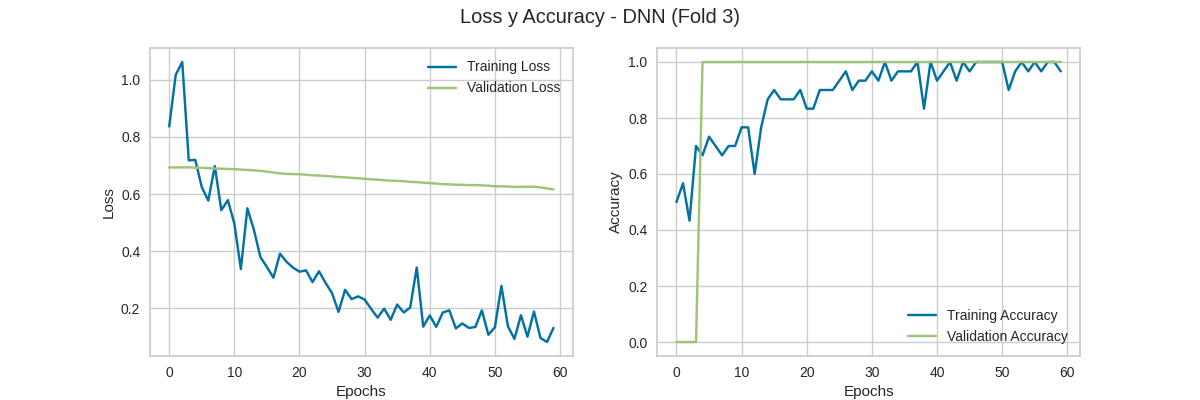 Loss y Accuracy - DNN (Fold 3)
1.0
0.8
0.6
0.4
0.2
Loss
0 10 20 30 40 50 60
Epochs
Training Loss
Validation Loss
1.0
0.8
0.6
0.4
0.2
0.0
Accuracy
0 10 20 30 40 50 60
Epochs
Training Accuracy
Validation Accuracy